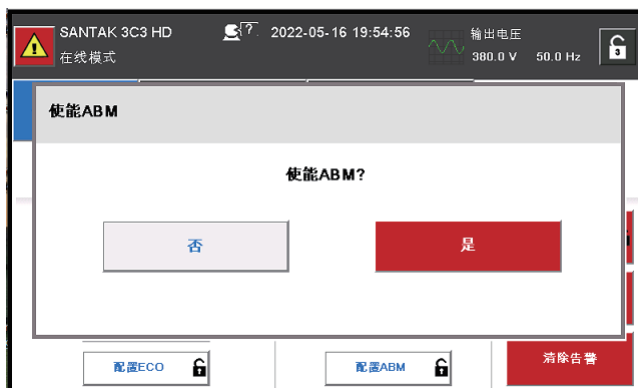 SANTAK 3C3 HD
?
2022-05-16 19:54:56
输出电压
在线模式
380.0 V 50.0 Hz
3
使能ABM
使能ABM?
否
是
配置ECO
配置ABM
清除告警